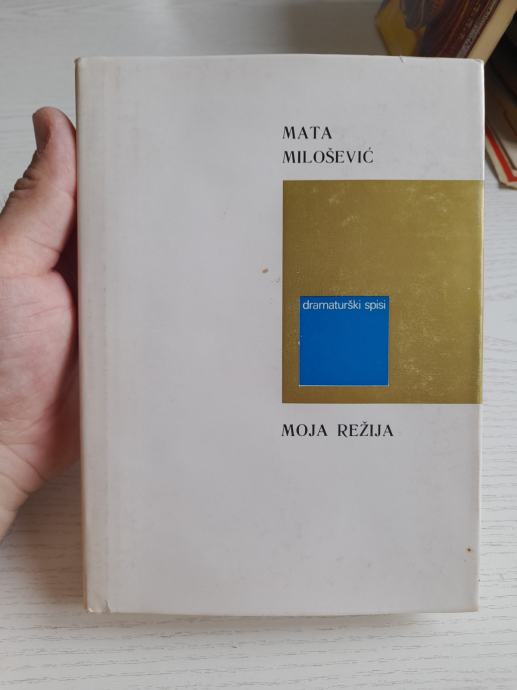 MATA
MILOŠEVIĆ
dramaturški spisi
MOJA REŽIJA